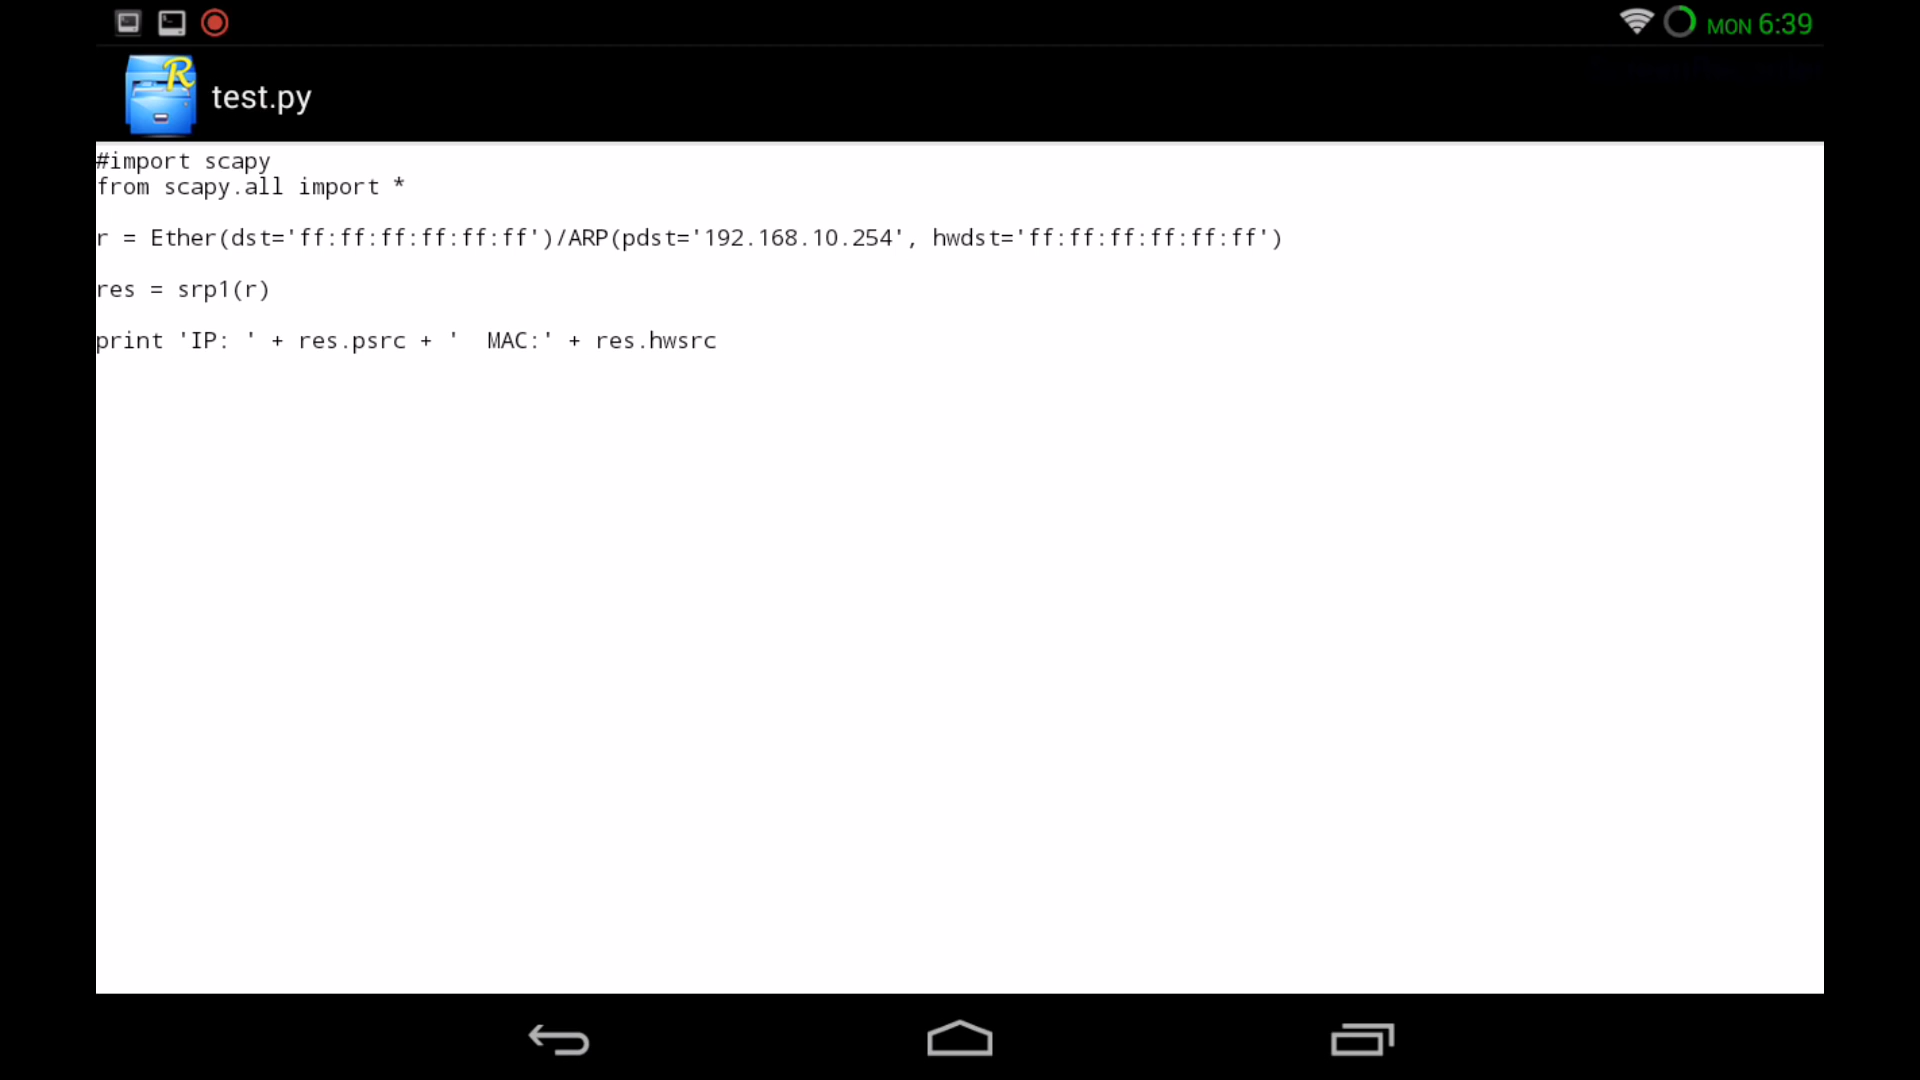 MON 6:39
R
test.py
#import scapy
from scapy.all import *
r = Ether(dst='ff:ff:ff:ff:ff:ff')/ARP(pdst='192.168.10.254', hwdst='ff:ff:ff:ff:ff:ff')
res = srp1(r)
print 'IP: ' + res.psrc + '  MAC:' + res.hwsrc